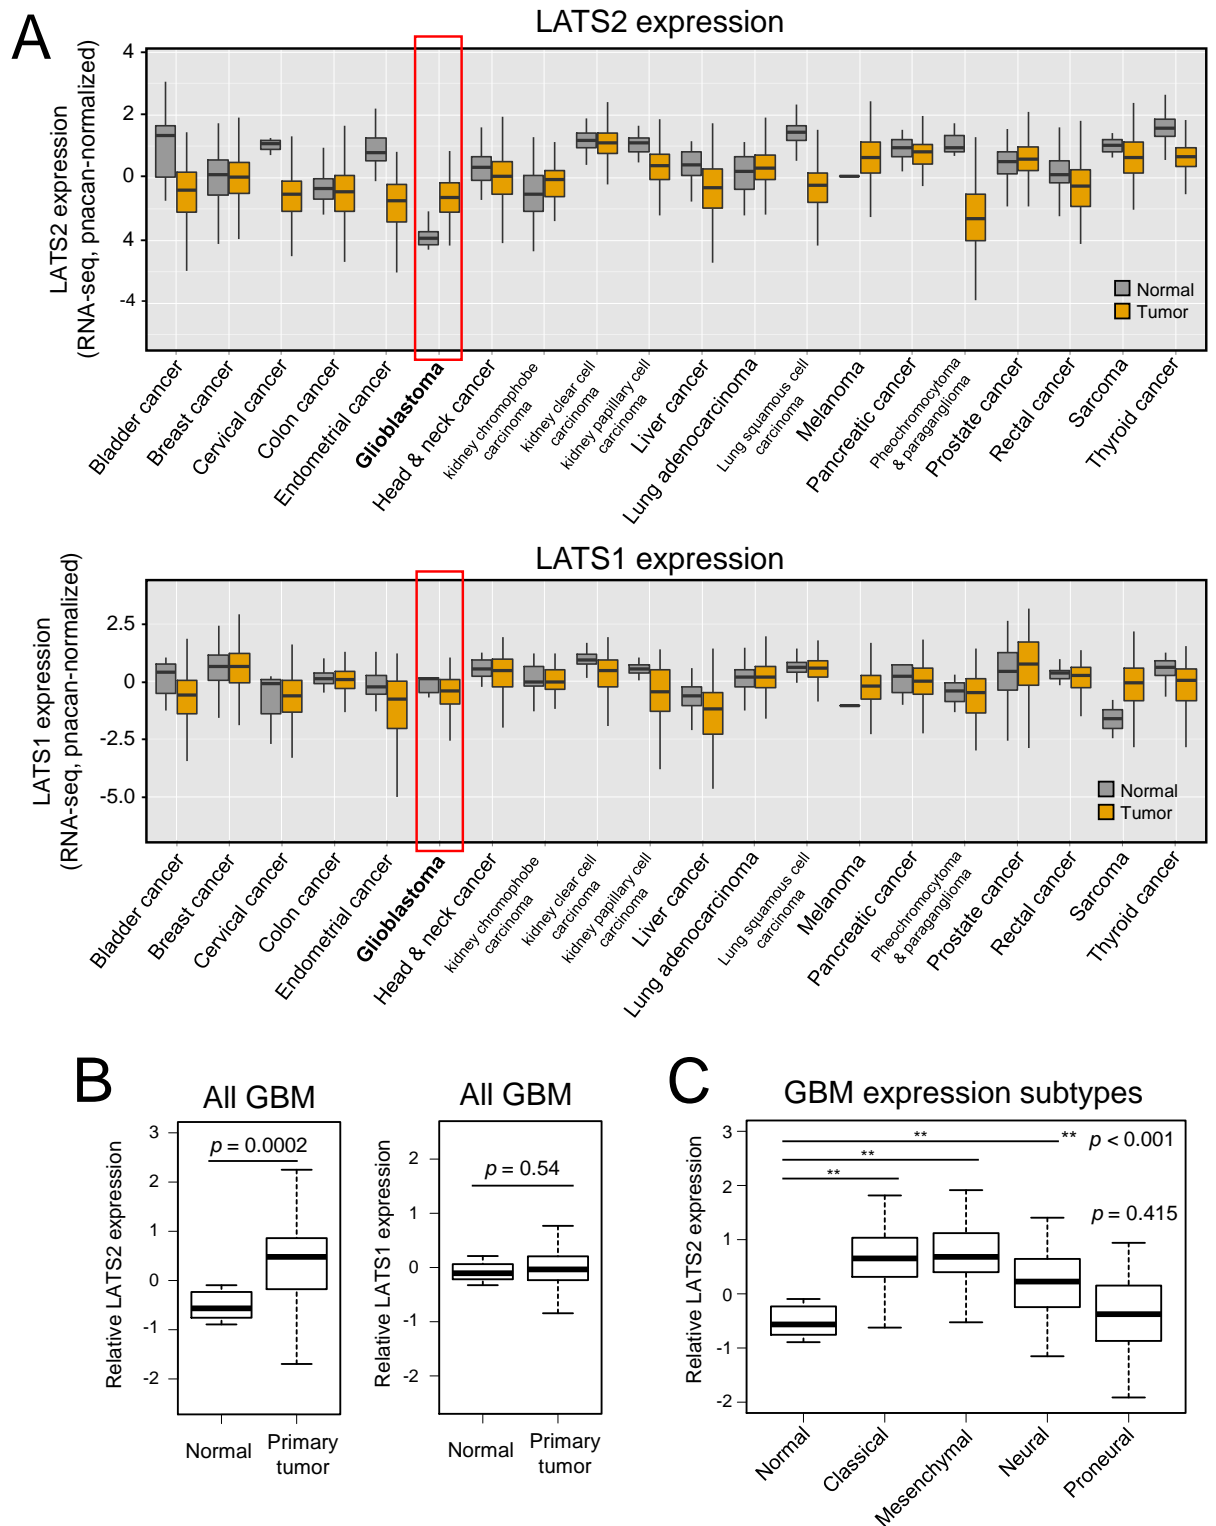 A
LATS2 expression
LATS2 expression
(RNA-seq, pnacan-normalized)
4
2
0
4
-4
Normal
Tumor
Bladder cancer
Breast cancer
Cervical cancer
Colon cancer
Endometrial cancer
Glioblastoma
Head & neck cancer
kidney chromophobe
carcinoma
kidney clear cell
carcinoma
kidney papillary cell
carcinoma
Liver cancer
Lung adenocarcinoma
Lung squamous cell
carcinoma
Melanoma
Pancreatic cancer
Pheochromocytoma
& paraganglioma
Prostate cancer
Rectal cancer
Sarcoma
Thyroid cancer
LATS1 expression
LATS1 expression
(RNA-seq, pnacan-normalized)
2.5
0
-2.5
-5.0
Normal
Tumor
Bladder cancer
Breast cancer
Cervical cancer
Colon cancer
Endometrial cancer
Glioblastoma
Head & neck cancer
kidney chromophobe
carcinoma
kidney clear cell
carcinoma
kidney papillary cell
carcinoma
Liver cancer
Lung adenocarcinoma
Lung squamous cell
carcinoma
Melanoma
Pancreatic cancer
Pheochromocytoma
& paraganglioma
Prostate cancer
Rectal cancer
Sarcoma
Thyroid cancer
B
All GBM
Relative LATS2 expression
3
2
1
0
-1
-2
p = 0.0002
Normal
Primary
tumor
All GBM
Relative LATS1 expression
2
1
0
-1
-2
p = 0.54
Normal
Primary
tumor
C
GBM expression subtypes
Relative LATS2 expression
3
2
1
0
-1
-2
**
**
**
** p < 0.001
p = 0.415
Normal
Classical
Mesenchymal
Neural
Proneural